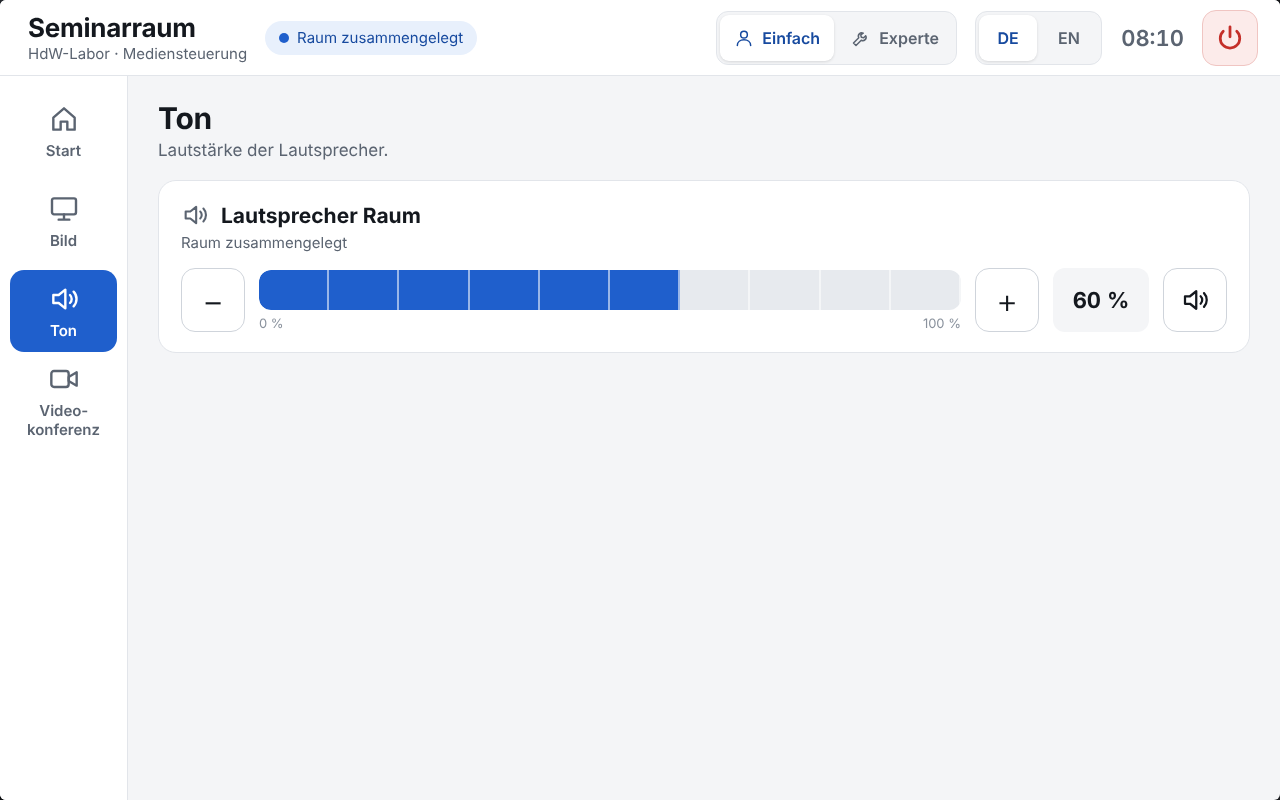 Seminarraum
HdW-Labor · Mediensteuerung
Raum zusammengelegt
Einfach
Experte
DE
EN
08:10
Start
Bild
Ton
Video-
konferenz
Ton
Lautstärke der Lautsprecher.
Lautsprecher Raum
Raum zusammengelegt
−
0 %
100 %
+
60 %